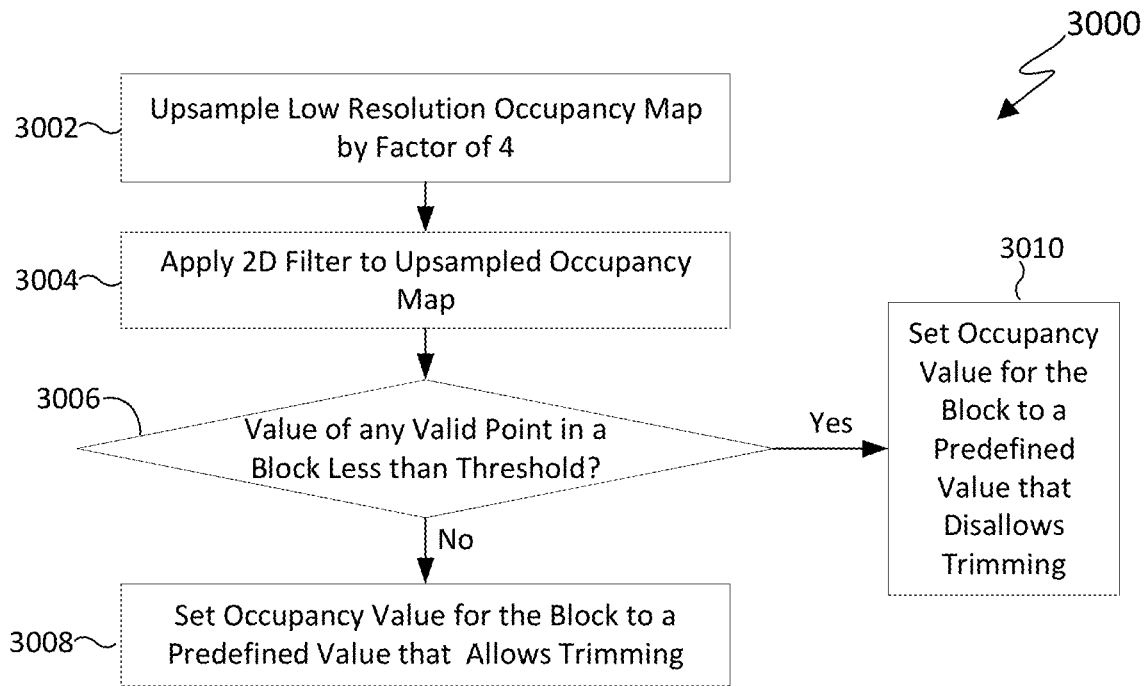 3000
3002
Upsample Low Resolution Occupancy Map
by Factor of 4
3004
Apply 2D Filter to Upsampled Occupancy
Map
3006
Value of any Valid Point in a
Block Less than Threshold?
Yes
3010
Set Occupancy
Value for the
Block to a
Predefined
Value that
Disallows
Trimming
No
3008
Set Occupancy Value for the Block to a
Predefined Value that Allows Trimming